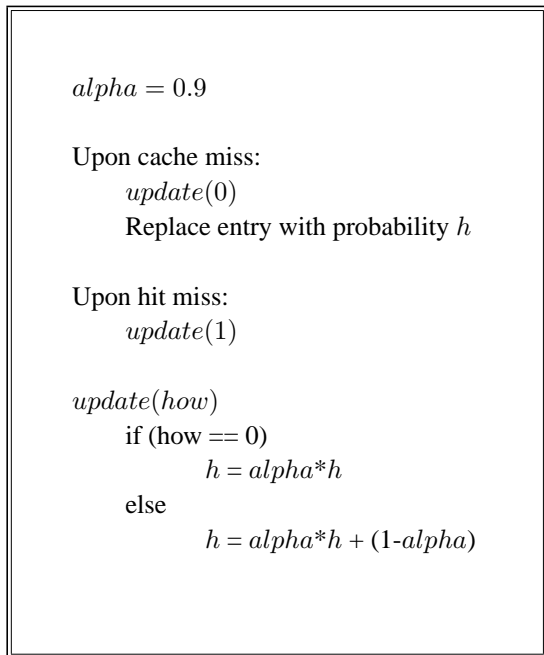 alpha = 0.9
Upon cache miss:
update(0)
Replace entry with probability h
Upon hit miss:
update(1)
update(how)
if (how == 0)
h = alpha*h
else
h = alpha*h + (1-alpha)